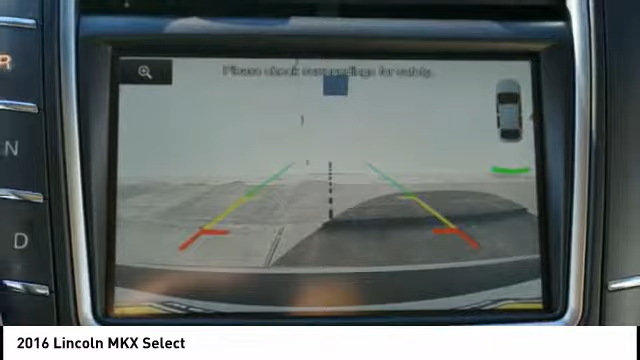 Please check surroundings for safety.
R
N
D
2016 Lincoln MKX Select